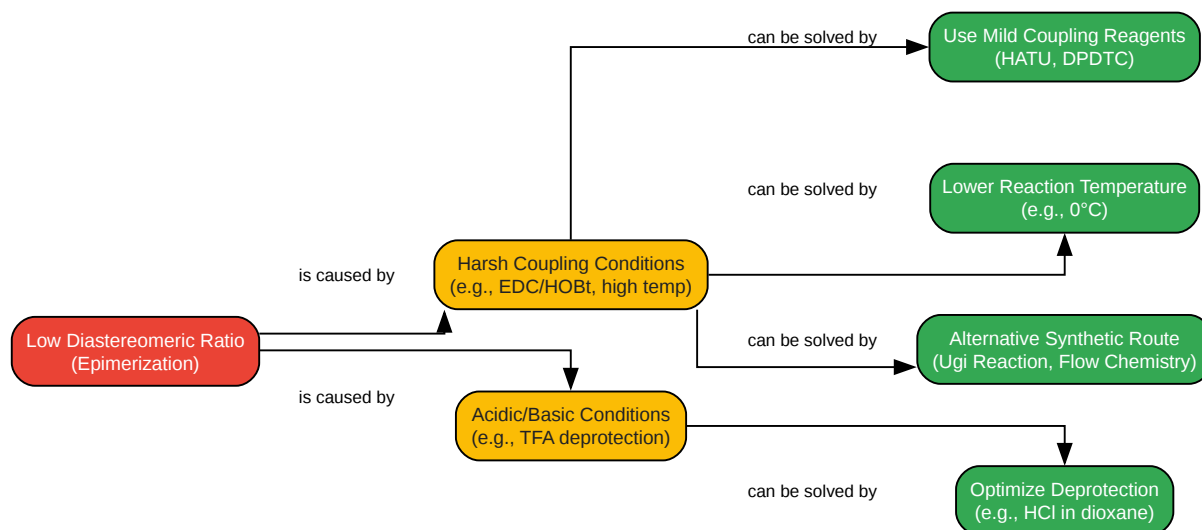 can be solved by
Use Mild Coupling Reagents
(HATU, DPDTC)
can be solved by
Lower Reaction Temperature
(e.g., 0°C)
is caused by
Harsh Coupling Conditions
(e.g., EDC/HOBt, high temp)
Low Diastereomeric Ratio
(Epimerization)
can be solved by
Alternative Synthetic Route
(Ugi Reaction, Flow Chemistry)
is caused by
Acidic/Basic Conditions
(e.g., TFA deprotection)
can be solved by
Optimize Deprotection
(e.g., HCl in dioxane)